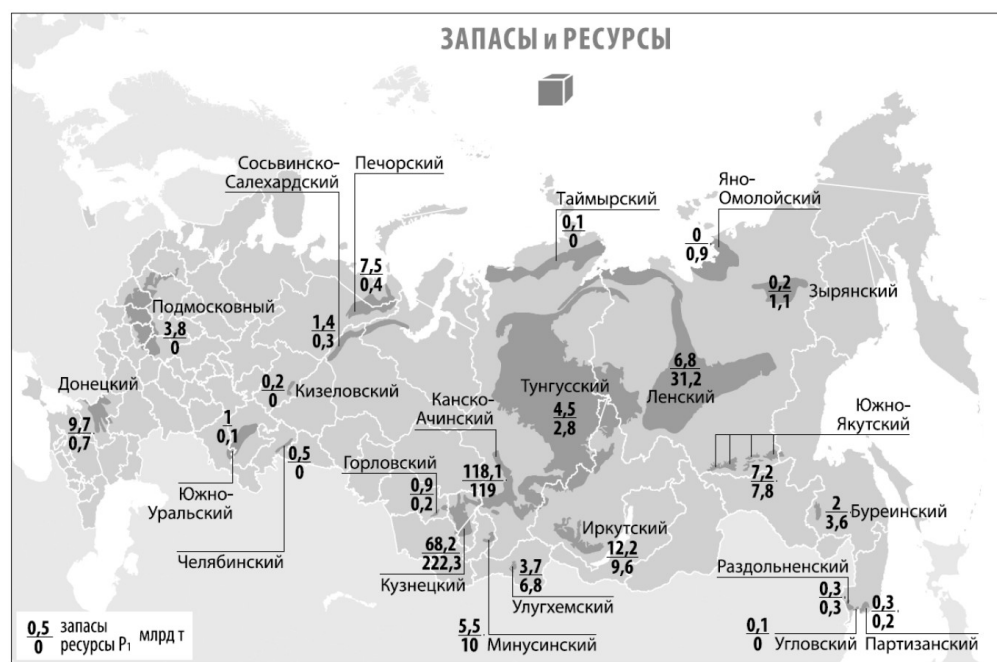 ЗАПАСЫ и РЕСУРСЫ
Сосьвинско-
Салехардский
Печорский
Таймырский
0,1
0
Яно-
Омолойский
0
0,9
7,5
0,4
0,2
1,1
Зырянский
Подмосковный
3,8
0
1,4
0,3
6,8
31,2
Ленский
Донецкий
9,7
0,7
0,2
0
Кизеловский
Канско-
Ачинский
Тунгусский
4,5
2,8
Южно-
Якутский
1
0,1
0,5
0
118,1
119
7,2
7,8
Горловский
0,9
0,2
Южно-
Уральский
2
3,6
Буреинский
Челябинский
68,2
222,3
Кузнецкий
Иркутский
12,2
9,6
3,7
6,8
Улугхемский
Раздольненский
0,3
0,3
0,3
0,2
5,5
10
Минусинский
0,1
0
Угловский
Партизанский
0,5 запасы
0 ресурсы P₁
млрд т